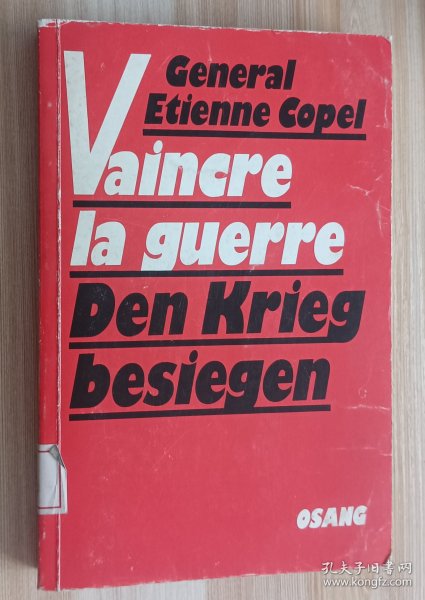 General
Etienne Copel
Vaincre
la guerre
Den Krieg
besiegen
OSANG
孔夫子旧书网
www.kongfz.com